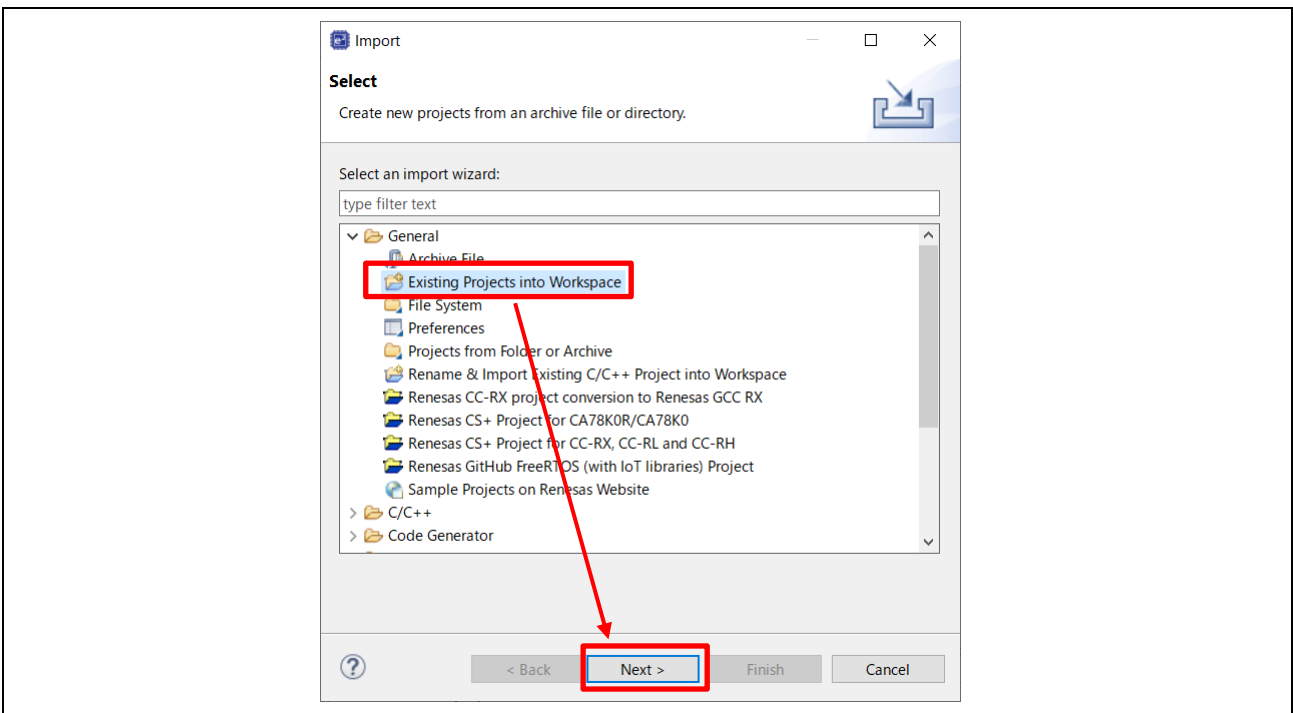 Import
Select
Create new projects from an archive file or directory.
Select an import wizard:
type filter text
General
Archive File
Existing Projects into Workspace
File System
Preferences
Projects from Folder or Archive
Rename & Import Existing C/C++ Project into Workspace
Renesas CC-RX project conversion to Renesas GCC RX
Renesas CS+ Project for CA78K0R/CA78K0
Renesas CS+ Project for CC-RX, CC-RL and CC-RH
Renesas GitHub FreeRTOS (with IoT libraries) Project
Sample Projects on Renesas Website
C/C++
Code Generator
< Back Next > Finish Cancel